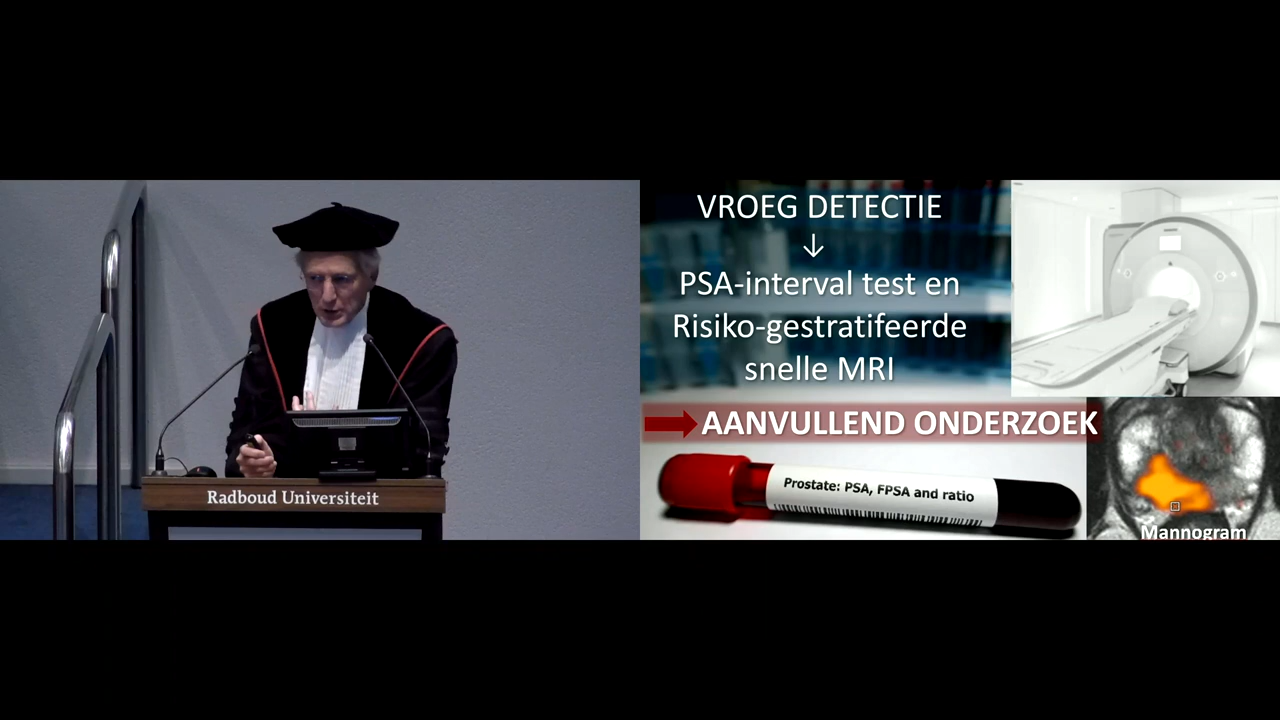 Radboud Universiteit
VROEG DETECTIE
↓
PSA-interval test en
Risiko-gestratifeerde
snelle MRI
AANVULLEND ONDERZOEK
Prostate: PSA, FPSA and ratio
Mannogram